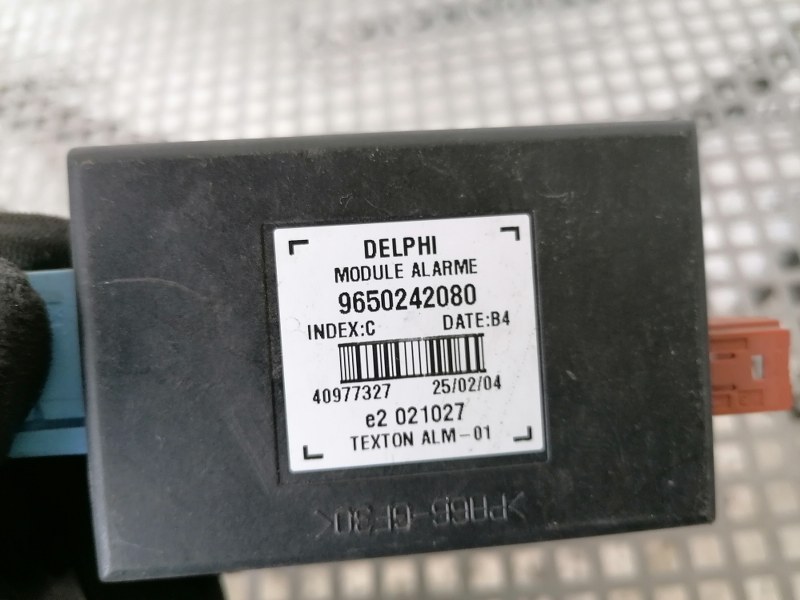 DELPHI
MODULE ALARME
9650242080
INDEX:C DATE:B4
40977327 25/02/04
e2 021027
TEXTON ALM-01
>PA66-GF30<